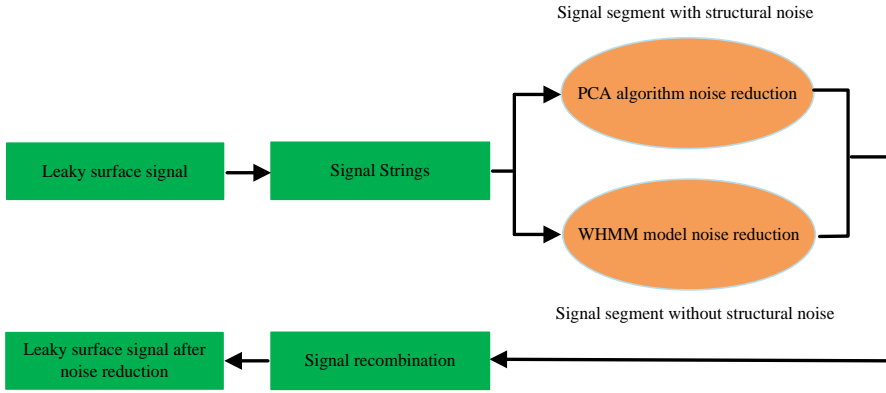 Signal segment with structural noise
PCA algorithm noise reduction
Leaky surface signal
Signal Strings
WHMM model noise reduction
Signal segment without structural noise
Leaky surface signal after
noise reduction
Signal recombination